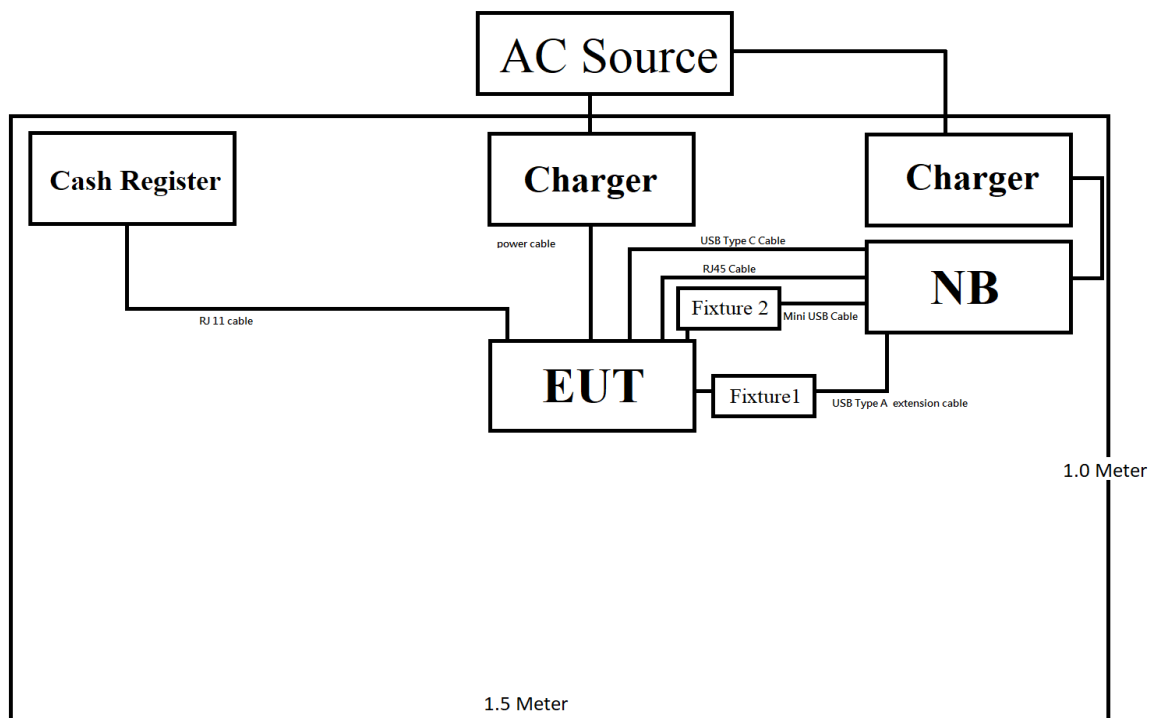 AC Source
Cash Register
Charger
Charger
power cable
USB Type C Cable
RJ45 Cable
NB
Fixture 2
Mini USB Cable
RJ 11 cable
EUT
Fixture1
USB Type A extension cable
1.0 Meter
1.5 Meter